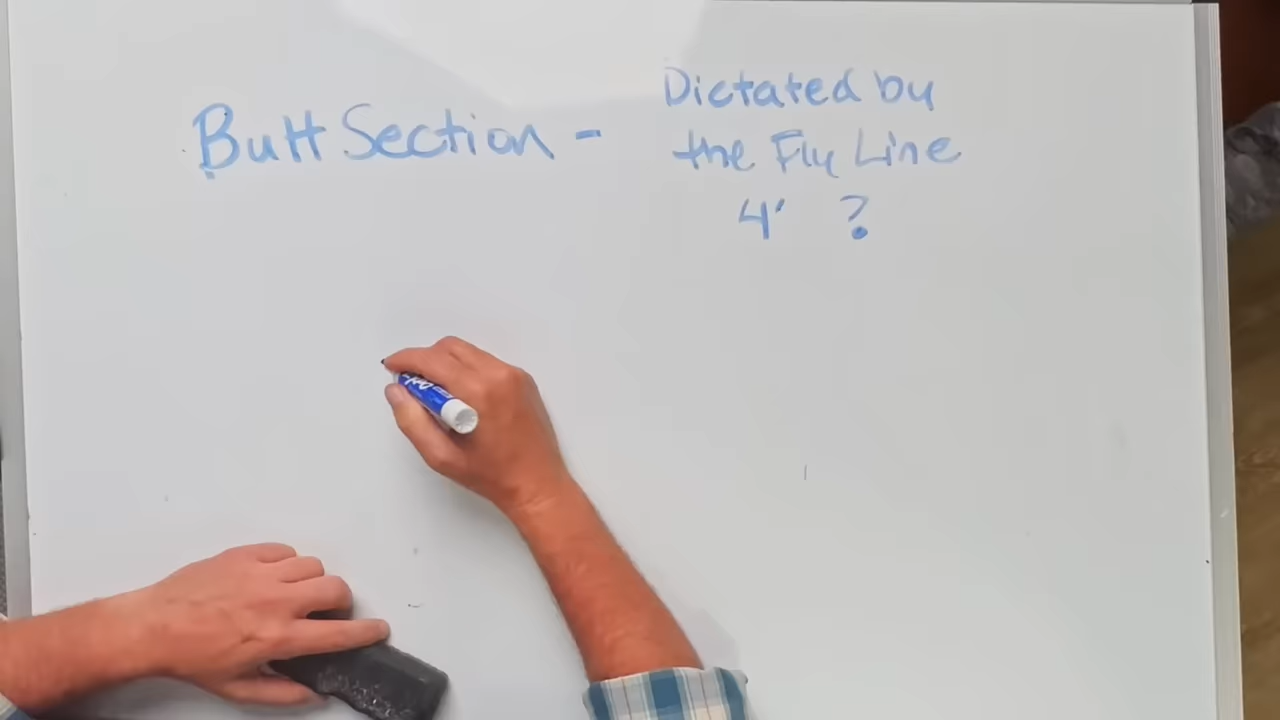 Butt Section -
Dictated by
the Fly Line
4' ?